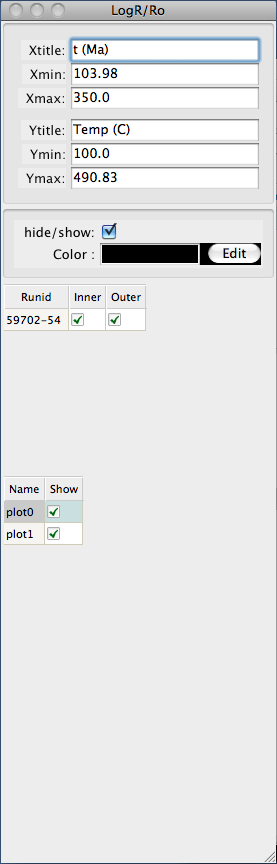 LogR/Ro
Xtitle: t (Ma)
Xmin: 103.98
Xmax: 350.0
Ytitle: Temp (C)
Ymin: 100.0
Ymax: 490.83
hide/show:
Color : Edit
Runid Inner Outer
59702-54
Name Show
plot0
plot1